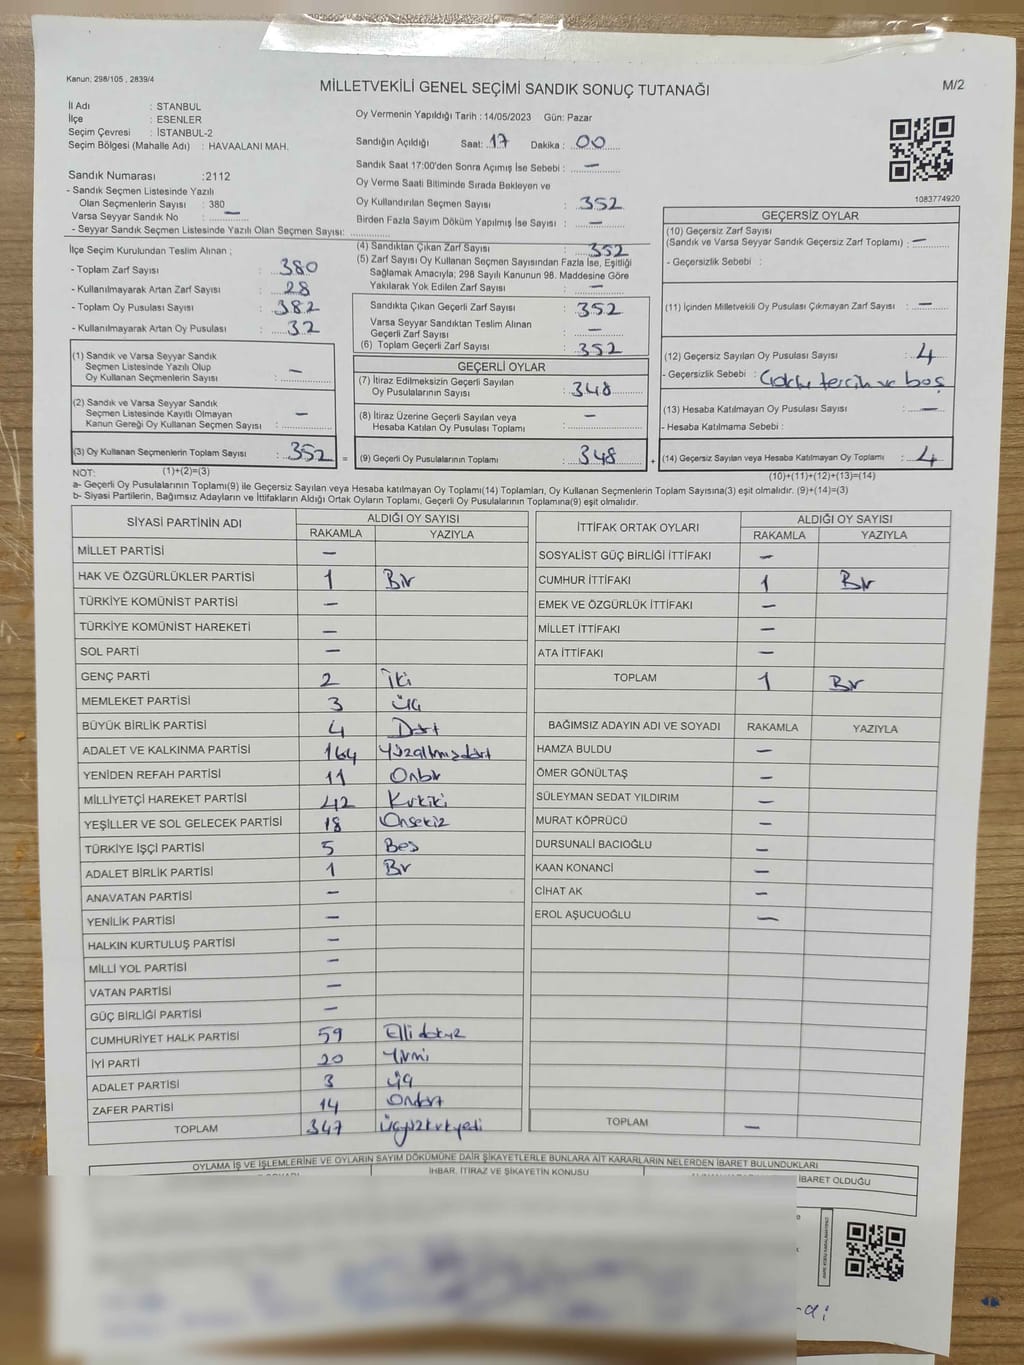 Kanun: 298/105 , 2839/4
MİLLETVEKİLİ GENEL SEÇİMİ SANDIK SONUÇ TUTANAĞI
M/2
İl Adı : STANBUL
İlçe : ESENLER
Seçim Çevresi : İSTANBUL-2
Seçim Bölgesi (Mahalle Adı) : HAVAALANI MAH.
Sandık Numarası :2112
- Sandık Seçmen Listesinde Yazılı
Olan Seçmenlerin Sayısı : 380
Varsa Seyyar Sandık No : —
- Seyyar Sandık Seçmen Listesinde Yazılı Olan Seçmen Sayısı:
Oy Vermenin Yapıldığı Tarih : 14/05/2023 Gün: Pazar
Sandığın Açıldığı Saat: 17 Dakika : 00
Sandık Saat 17:00'den Sonra Açımış İse Sebebi : —
Oy Verme Saati Bitiminde Sırada Bekleyen ve
Oy Kullandırılan Seçmen Sayısı : 352
Birden Fazla Sayım Döküm Yapılmış İse Sayısı : —
1083774920
İlçe Seçim Kurulundan Teslim Alınan ;
- Toplam Zarf Sayısı : 380
- Kullanılmayarak Artan Zarf Sayısı : 28
- Toplam Oy Pusulası Sayısı : 382
- Kullanılmayarak Artan Oy Pusulası : 32
(4) Sandıktan Çıkan Zarf Sayısı : 352
(5) Zarf Sayısı Oy Kullanan Seçmen Sayısından Fazla İse, Eşitliği
Sağlamak Amacıyla; 298 Sayılı Kanunun 98. Maddesine Göre
Yakılarak Yok Edilen Zarf Sayısı : —
Sandıkta Çıkan Geçerli Zarf Sayısı : 352
Varsa Seyyar Sandıktan Teslim Alınan
Geçerli Zarf Sayısı : —
(6) Toplam Geçerli Zarf Sayısı : 352
GEÇERSİZ OYLAR
(10) Geçersiz Zarf Sayısı
(Sandık ve Varsa Seyyar Sandık Geçersiz Zarf Toplamı) : —
- Geçersizlik Sebebi :
(11) İçinden Milletvekili Oy Pusulası Çıkmayan Zarf Sayısı : —
(12) Geçersiz Sayılan Oy Pusulası Sayısı : 4
- Geçersizlik Sebebi : Çoklu tercih ve boş
(13) Hesaba Katılmayan Oy Pusulası Sayısı : —
- Hesaba Katılmama Sebebi :
(14) Geçersiz Sayılan veya Hesaba Katılmayan Oy Toplamı : 4
(10)+(11)+(12)+(13)=(14)
(1) Sandık ve Varsa Seyyar Sandık
Seçmen Listesinde Yazılı Olup
Oy Kullanan Seçmenlerin Sayısı : —
(2) Sandık ve Varsa Seyyar Sandık
Seçmen Listesinde Kayıtlı Olmayan
Kanun Gereği Oy Kullanan Seçmen Sayısı : —
(3) Oy Kullanan Seçmenlerin Toplam Sayısı : 352
(1)+(2)=(3)
GEÇERLİ OYLAR
(7) İtiraz Edilmeksizin Geçerli Sayılan
Oy Pusulalarının Sayısı : 348
(8) İtiraz Üzerine Geçerli Sayılan veya
Hesaba Katılan Oy Pusulası Toplamı : —
(9) Geçerli Oy Pusulalarının Toplamı : 348
NOT:
a- Geçerli Oy Pusulalarının Toplamı(9) ile Geçersiz Sayılan veya Hesaba katılmayan Oy Toplamı(14) Toplamları, Oy Kullanan Seçmenlerin Toplam Sayısına(3) eşit olmalıdır. (9)+(14)=(3)
b- Siyasi Partilerin, Bağımsız Adayların ve İttifakların Aldığı Ortak Oyların Toplamı, Geçerli Oy Pusulalarının Toplamına(9) eşit olmalıdır.
SİYASİ PARTİNİN ADI ALDIĞI OY SAYISI
RAKAMLA YAZIYLA
MİLLET PARTİSİ —
HAK VE ÖZGÜRLÜKLER PARTİSİ 1 Bir
TÜRKİYE KOMÜNİST PARTİSİ —
TÜRKİYE KOMÜNİST HAREKETİ —
SOL PARTİ —
GENÇ PARTİ 2 İki
MEMLEKET PARTİSİ 3 Üç
BÜYÜK BİRLİK PARTİSİ 4 Dört
ADALET VE KALKINMA PARTİSİ 164 Yüzaltmışdört
YENİDEN REFAH PARTİSİ 11 Onbir
MİLLİYETÇİ HAREKET PARTİSİ 42 Kırkiki
YEŞİLLER VE SOL GELECEK PARTİSİ 18 Onsekiz
TÜRKİYE İŞÇİ PARTİSİ 5 Beş
ADALET BİRLİK PARTİSİ 1 Bir
ANAVATAN PARTİSİ —
YENİLİK PARTİSİ —
HALKIN KURTULUŞ PARTİSİ —
MİLLİ YOL PARTİSİ —
VATAN PARTİSİ —
GÜÇ BİRLİĞİ PARTİSİ —
CUMHURİYET HALK PARTİSİ 59 Elli dokuz
İYİ PARTİ 20 Yirmi
ADALET PARTİSİ 3 Üç
ZAFER PARTİSİ 14 Ondört
TOPLAM 347 Üçyüzkırkyedi
İTTİFAK ORTAK OYLARI ALDIĞI OY SAYISI
RAKAMLA YAZIYLA
SOSYALİST GÜÇ BİRLİĞİ İTTİFAKI —
CUMHUR İTTİFAKI 1 Bir
EMEK VE ÖZGÜRLÜK İTTİFAKI —
MİLLET İTTİFAKI —
ATA İTTİFAKI —
TOPLAM 1 Bir
BAĞIMSIZ ADAYIN ADI VE SOYADI RAKAMLA YAZIYLA
HAMZA BULDU —
ÖMER GÖNÜLTAŞ —
SÜLEYMAN SEDAT YILDIRIM —
MURAT KÖPRÜCÜ —
DURSUNALİ BACIOĞLU —
KAAN KONANCİ —
CİHAT AK —
EROL AŞUCUOĞLU —
TOPLAM —
OYLAMA İŞ VE İŞLEMLERİNE VE OYLARIN SAYIM DÖKÜMÜNE DAİR ŞİKAYETLERLE BUNLARA AİT KARARLARIN NELERDEN İBARET BULUNDUKLARI
İHBAR, İTİRAZ VE ŞİKAYETİN KONUSU
İBARET OLDUĞU